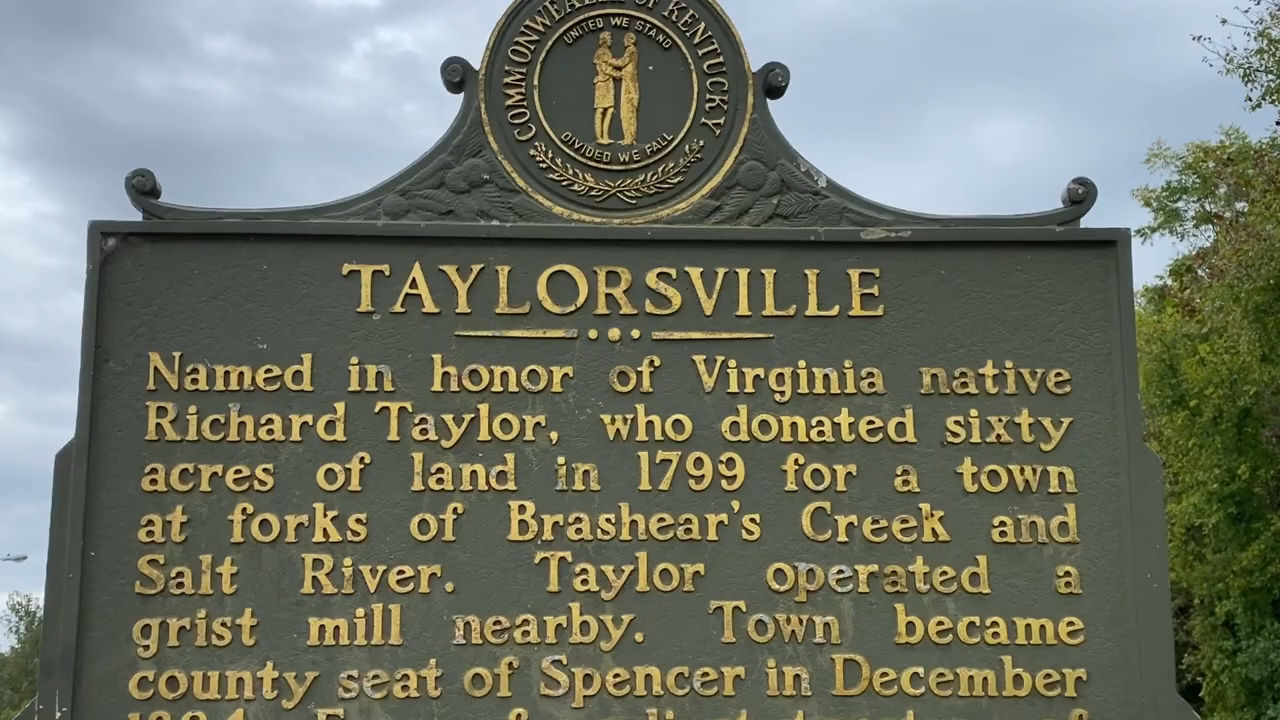 COMMONWEALTH OF KENTUCKY
UNITED WE STAND
DIVIDED WE FALL
TAYLORSVILLE
Named in honor of Virginia native
Richard Taylor, who donated sixty
acres of land in 1799 for a town
at forks of Brashear's Creek and
Salt River. Taylor operated a
grist mill nearby. Town became
county seat of Spencer in December